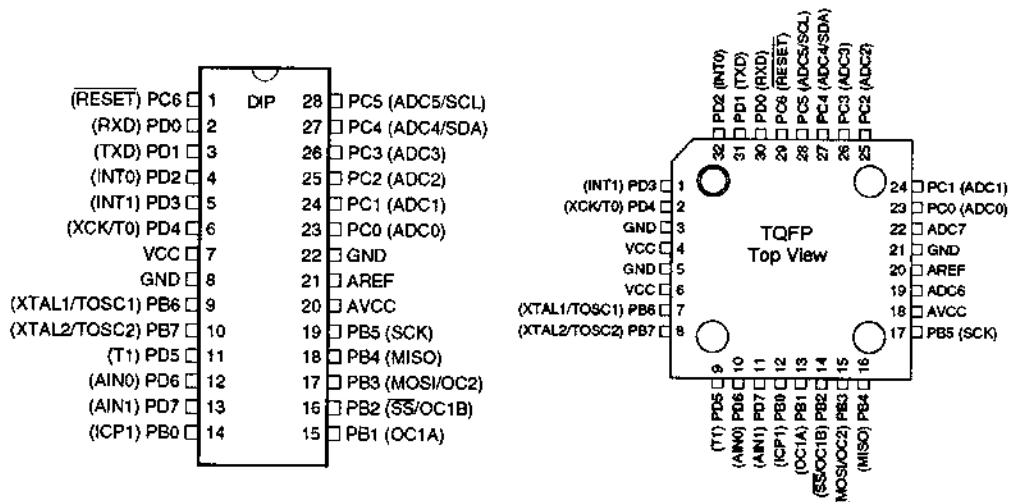 DIP
(RESET) PC6 1
(RXD) PD0 2
(TXD) PD1 3
(INT0) PD2 4
(INT1) PD3 5
(XCK/T0) PD4 6
VCC 7
GND 8
(XTAL1/TOSC1) PB6 9
(XTAL2/TOSC2) PB7 10
(T1) PD5 11
(AIN0) PD6 12
(AIN1) PD7 13
(ICP1) PB0 14
28 PC5 (ADC5/SCL)
27 PC4 (ADC4/SDA)
26 PC3 (ADC3)
25 PC2 (ADC2)
24 PC1 (ADC1)
23 PC0 (ADC0)
22 GND
21 AREF
20 AVCC
19 PB5 (SCK)
18 PB4 (MISO)
17 PB3 (MOSI/OC2)
16 PB2 (SS/OC1B)
15 PB1 (OC1A)
32 PD2 (INT0)
31 PD1 (TXD)
30 PD0 (RXD)
29 PC6 (RESET)
28 PC5 (ADC5/SCL)
27 PC4 (ADC4/SDA)
26 PC3 (ADC3)
25 PC2 (ADC2)
(INT1) PD3 1
(XCK/T0) PD4 2
GND 3
VCC 4
GND 5
VCC 6
(XTAL1/TOSC1) PB6 7
(XTAL2/TOSC2) PB7 8
TQFP
Top View
24 PC1 (ADC1)
23 PC0 (ADC0)
22 ADC7
21 GND
20 AREF
19 ADC6
18 AVCC
17 PB5 (SCK)
(T1) PD5 9
(AIN0) PD6 10
(AIN1) PD7 11
(ICP1) PB0 12
(OC1A) PB1 13
(SS/OC1B) PB2 14
(MOSI/OC2) PB3 15
(MISO) PB4 16